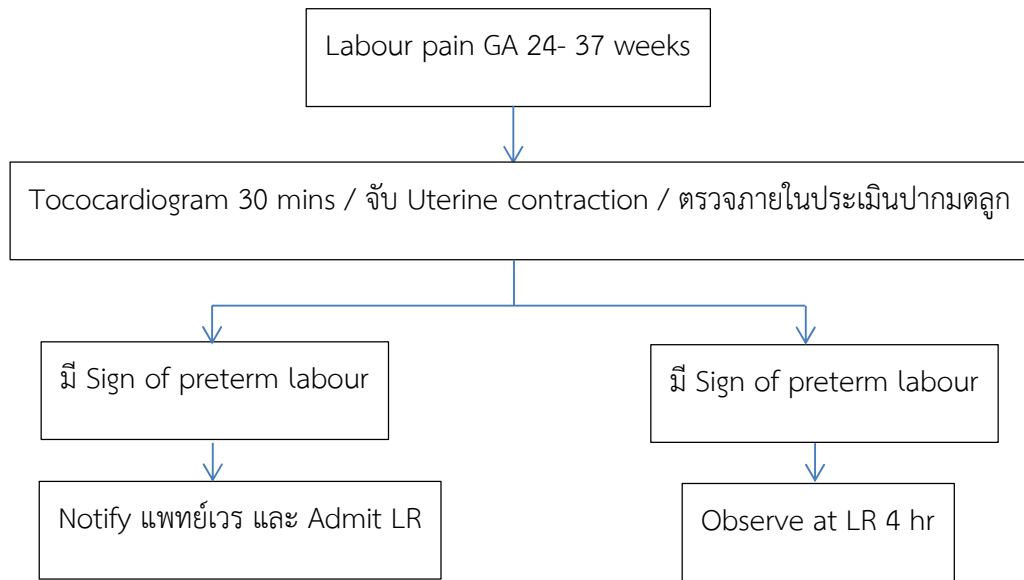 Labour pain GA 24- 37 weeks
Tococardiogram 30 mins / จับ Uterine contraction / ตรวจภายในประเมินปากมดลูก
มี Sign of preterm labour
มี Sign of preterm labour
Notify แพทย์เวร และ Admit LR
Observe at LR 4 hr